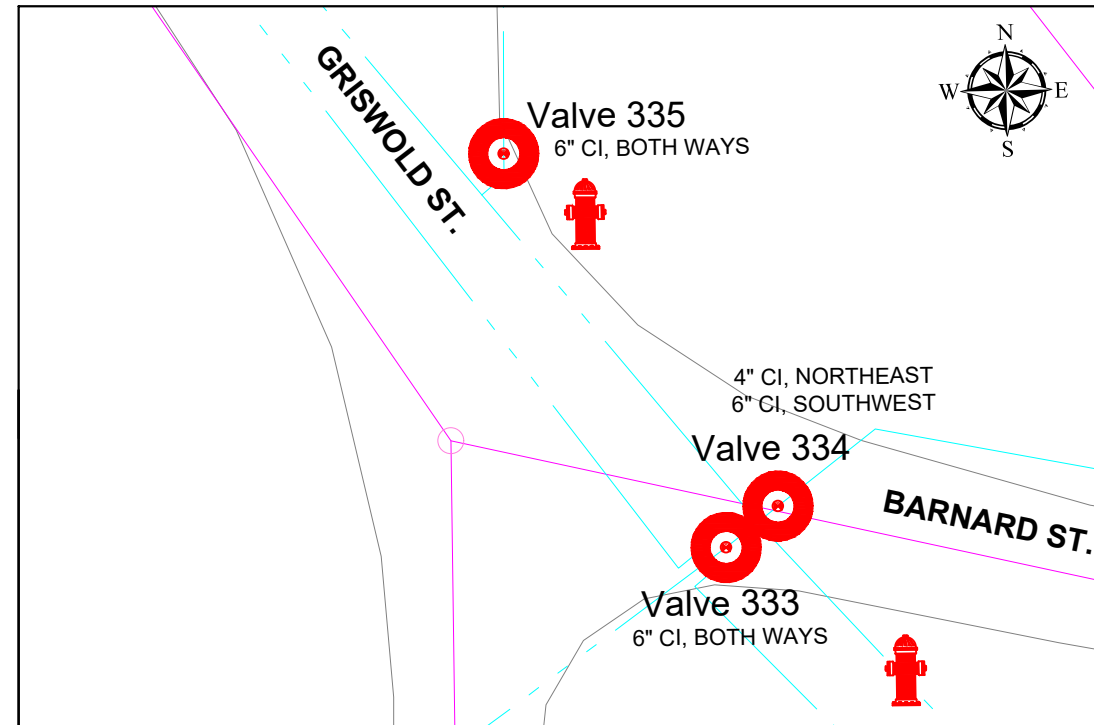 N
W E
S
GRISWOLD ST.
Valve 335
6" CI, BOTH WAYS
4" CI, NORTHEAST
6" CI, SOUTHWEST
Valve 334
BARNARD ST.
Valve 333
6" CI, BOTH WAYS